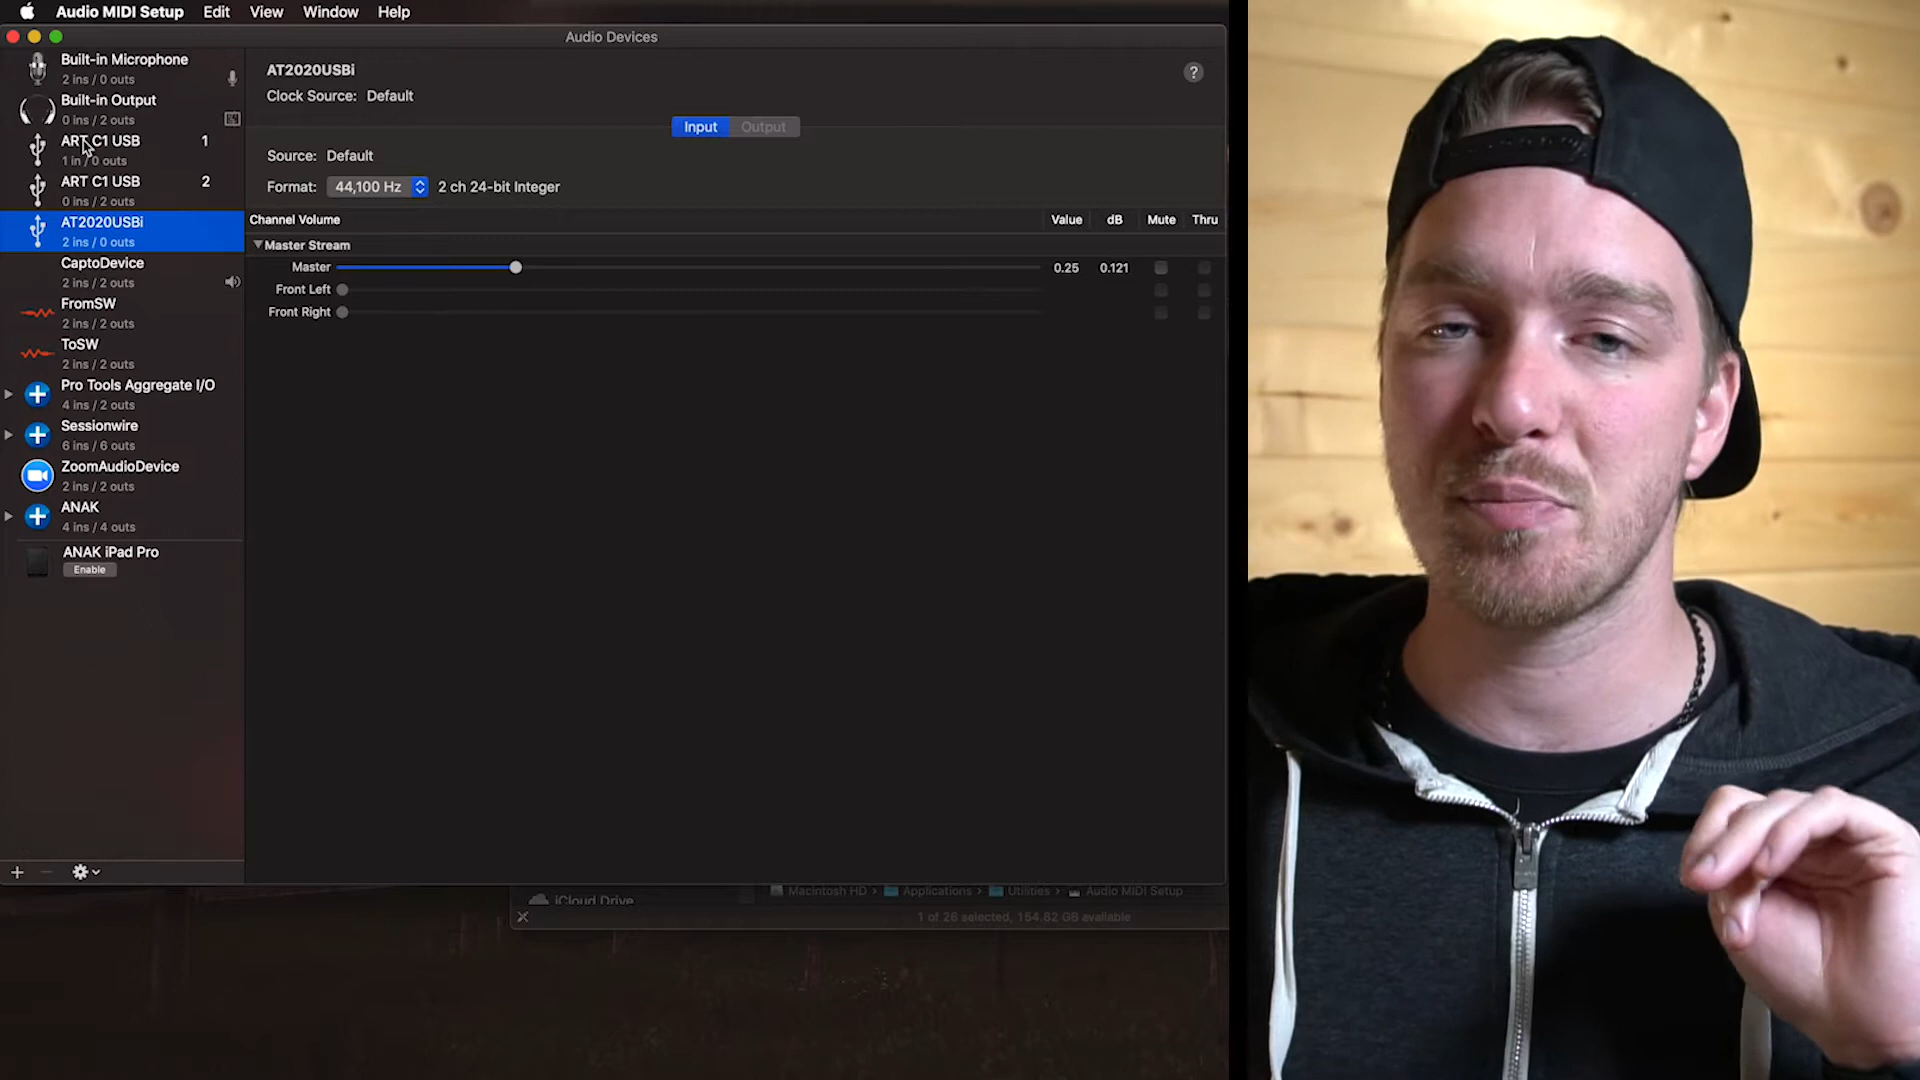 Audio MIDI Setup Edit View Window Help
Audio Devices
Built-in Microphone
2 ins / 0 outs
Built-in Output
0 ins / 2 outs
ART C1 USB 1
1 in / 0 outs
ART C1 USB 2
0 ins / 2 outs
AT2020USBi
2 ins / 0 outs
CaptoDevice
2 ins / 2 outs
FromSW
2 ins / 2 outs
ToSW
2 ins / 2 outs
Pro Tools Aggregate I/O
4 ins / 2 outs
Sessionwire
6 ins / 6 outs
ZoomAudioDevice
2 ins / 2 outs
ANAK
4 ins / 4 outs
ANAK iPad Pro
Enable
AT2020USBi
?
Clock Source: Default
Input Output
Source: Default
Format: 44,100 Hz 2 ch 24-bit Integer
Channel Volume Value dB Mute Thru
Master Stream
Master 0.25 0.121
Front Left
Front Right
iCloud Drive
Macintosh HD › Applications › Utilities › Audio MIDI Setup
1 of 26 selected, 154.82 GB available